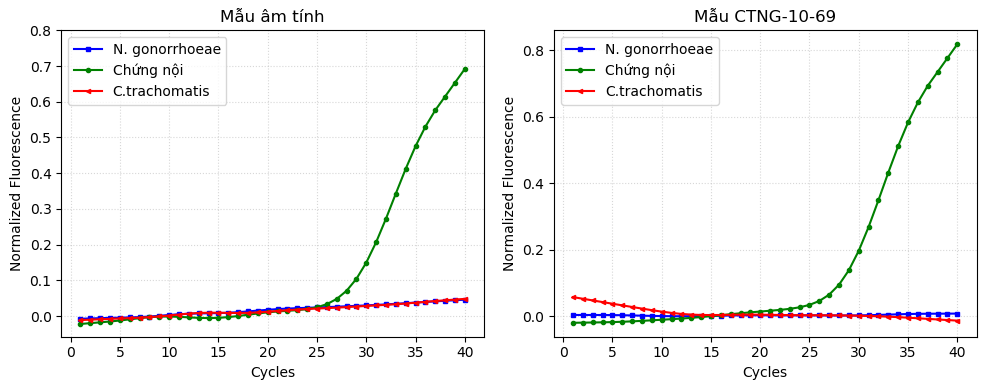 Mẫu âm tính
N. gonorrhoeae
Chứng nội
C.trachomatis
Normalized Fluorescence
0.8
0.7
0.6
0.5
0.4
0.3
0.2
0.1
0.0
0 5 10 15 20 25 30 35 40
Cycles
Mẫu CTNG-10-69
N. gonorrhoeae
Chứng nội
C.trachomatis
Normalized Fluorescence
0.8
0.6
0.4
0.2
0.0
0 5 10 15 20 25 30 35 40
Cycles